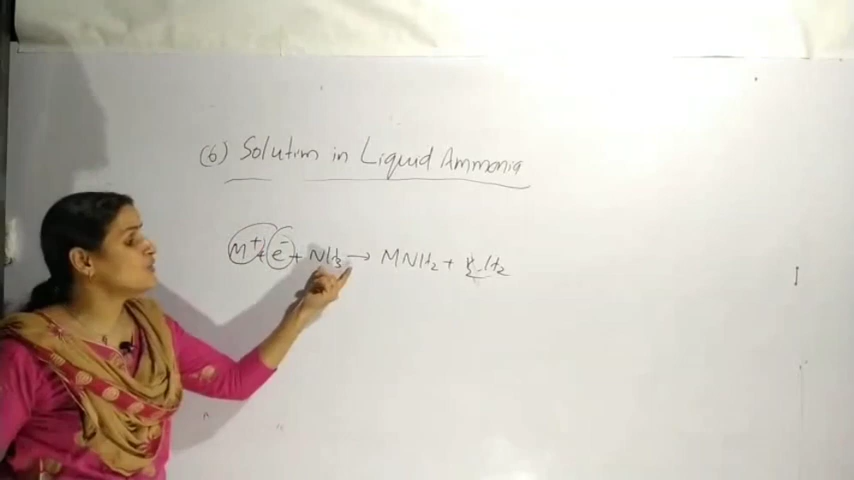 (6) Solution in Liquid Ammonia
M⁺ + e⁻ + NH₃ → MNH₂ + ½ H₂